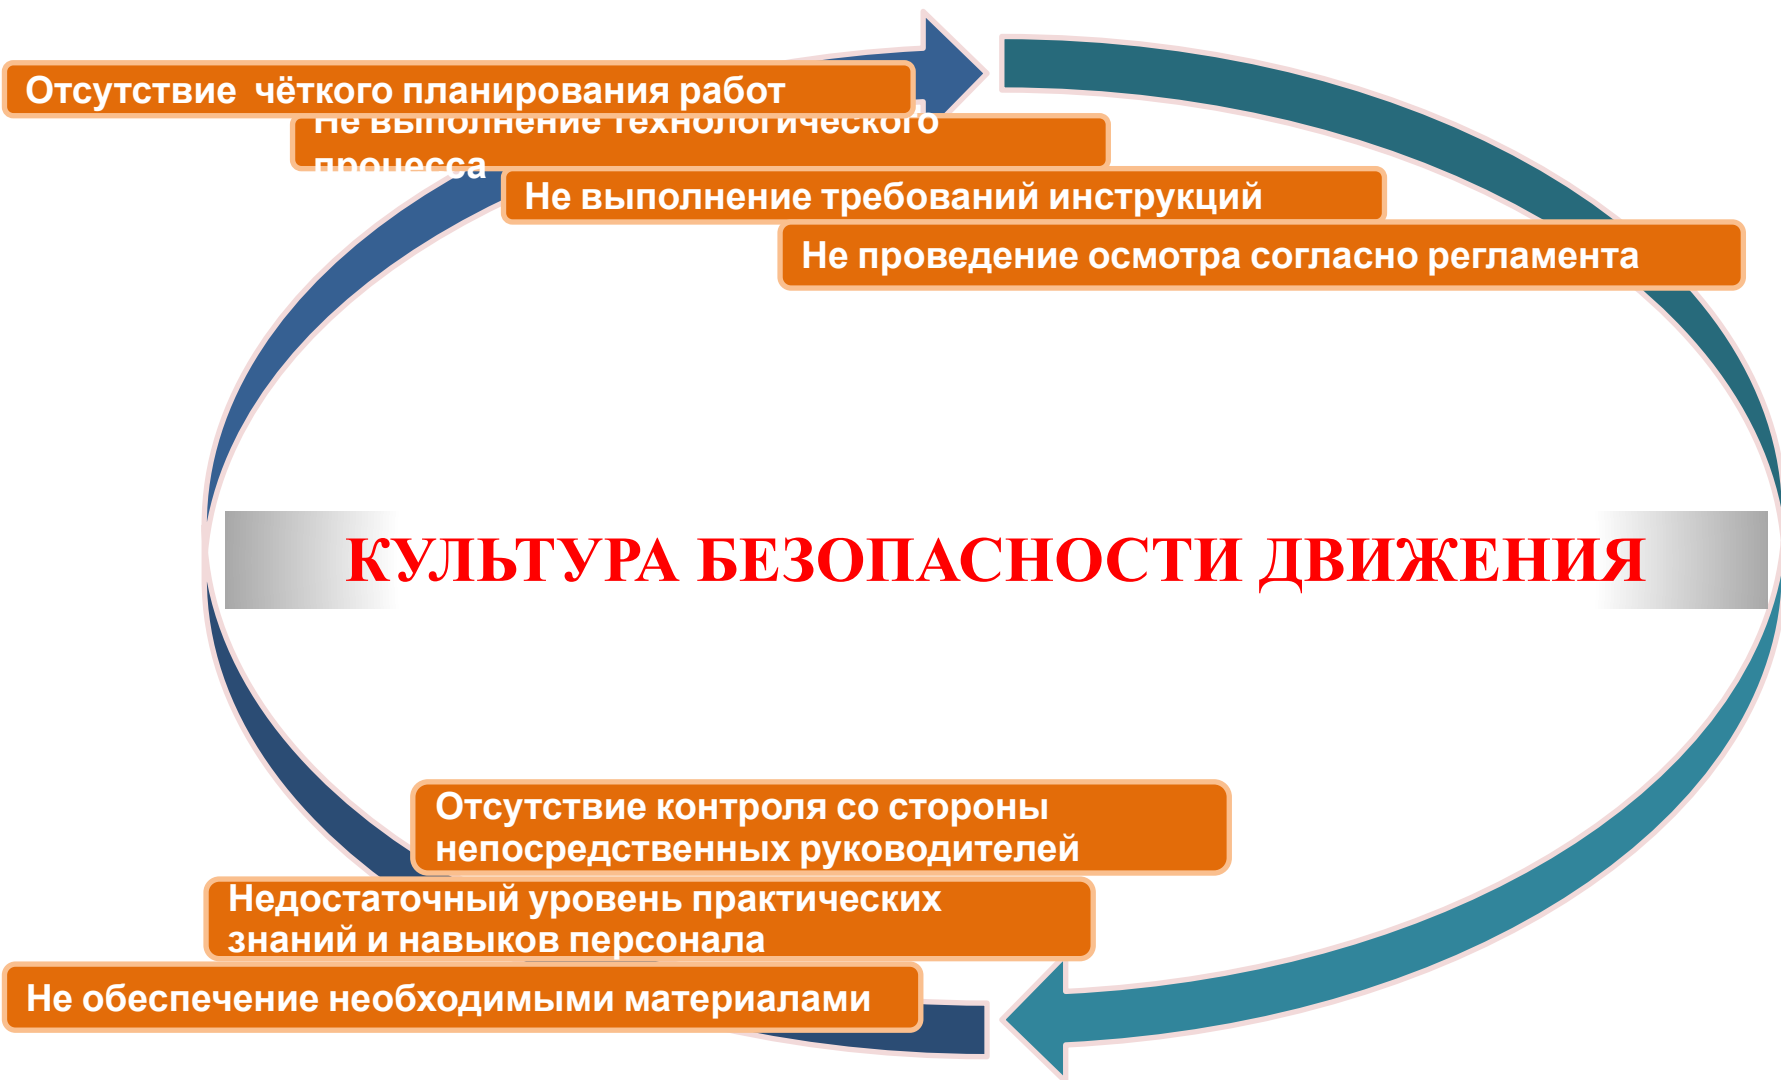 Отсутствие чёткого планирования работ
Не выполнение технологического
процесса
Не выполнение требований инструкций
Не проведение осмотра согласно регламента
КУЛЬТУРА БЕЗОПАСНОСТИ ДВИЖЕНИЯ
Отсутствие контроля со стороны
непосредственных руководителей
Недостаточный уровень практических
знаний и навыков персонала
Не обеспечение необходимыми материалами